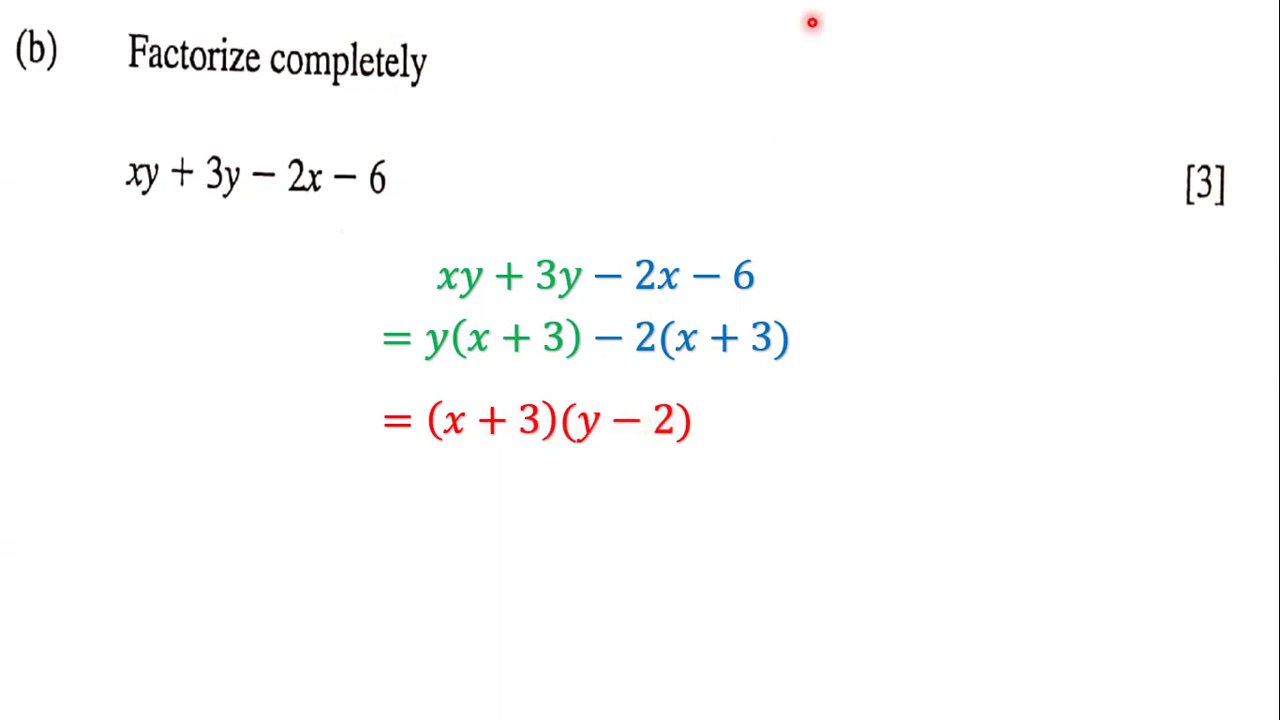 (b) Factorize completely
xy + 3y − 2x − 6 [3]
xy + 3y − 2x − 6
= y(x + 3) − 2(x + 3)
= (x + 3)(y − 2)